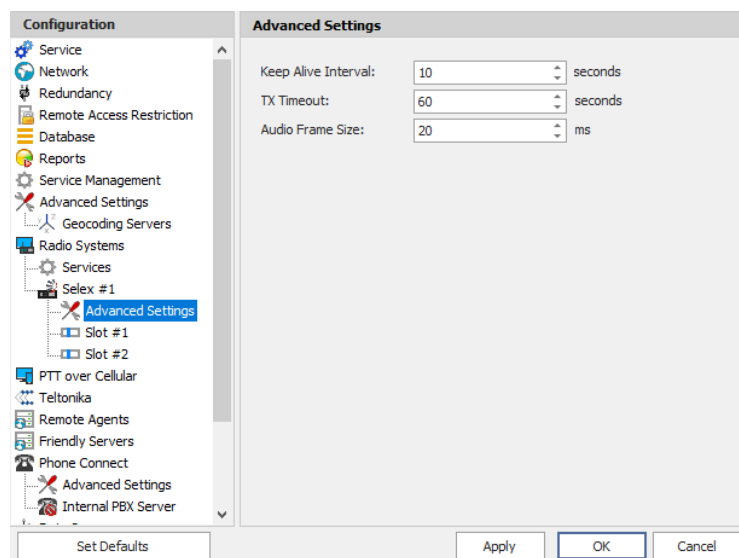 Configuration
Service
Network
Redundancy
Remote Access Restriction
Database
Reports
Service Management
Advanced Settings
Geocoding Servers
Radio Systems
Services
Selex #1
Advanced Settings
Slot #1
Slot #2
PTT over Cellular
Teltonika
Remote Agents
Friendly Servers
Phone Connect
Advanced Settings
Internal PBX Server
Set Defaults
Advanced Settings
Keep Alive Interval: 10 seconds
TX Timeout: 60 seconds
Audio Frame Size: 20 ms
Apply OK Cancel